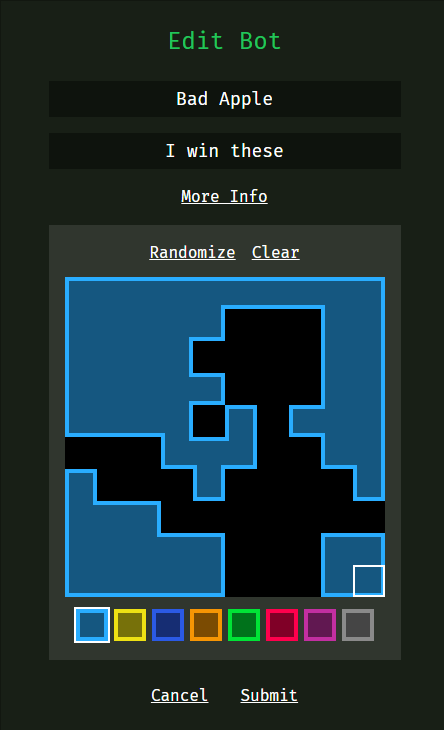 Edit Bot
Bad Apple
I win these
More Info
Randomize Clear
Cancel Submit